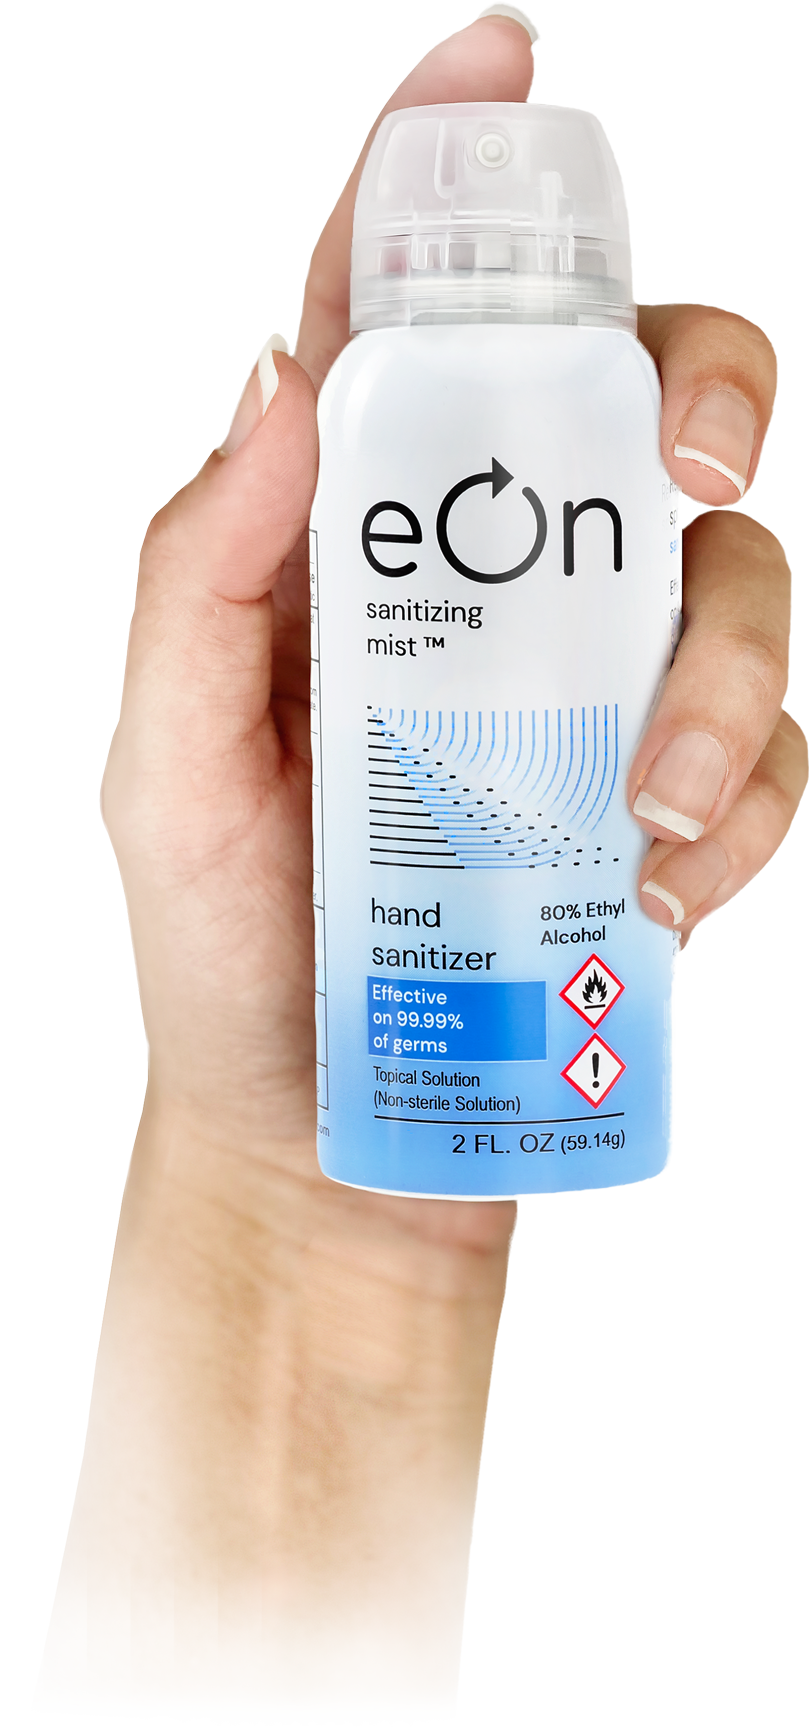 eOn
sanitizing
mist ™
hand
sanitizer
80% Ethyl
Alcohol
Effective
on 99.99%
of germs
Topical Solution
(Non-sterile Solution)
2 FL. OZ (59.14g)